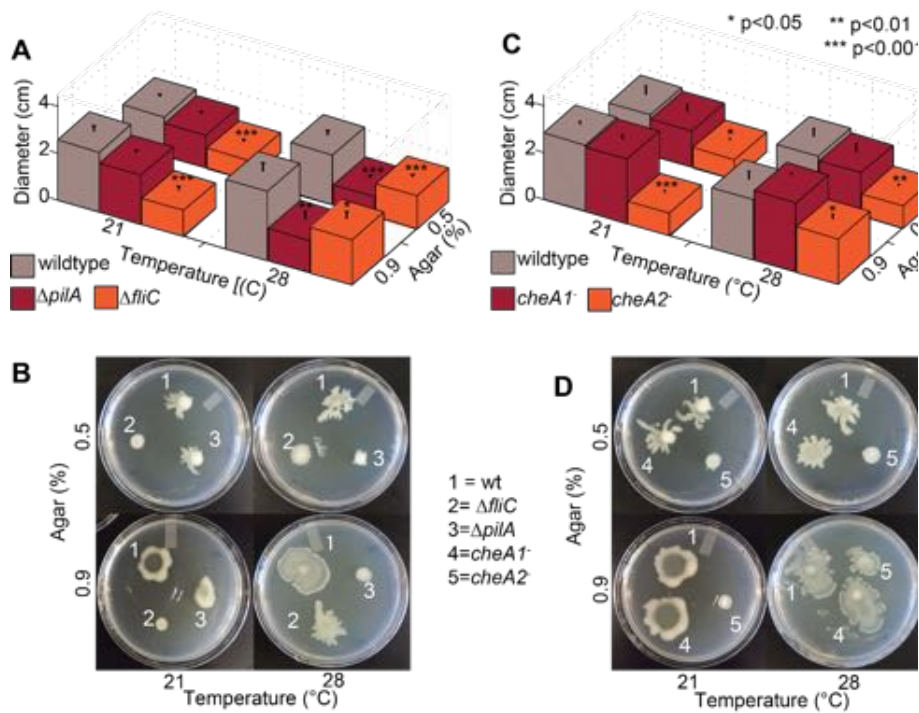 A
Diameter (cm)
4
2
0
***
***
***
**
*
21
28
Temperature [(C)
0.9
0.5
Agar (%)
wildtype
ΔpilA
ΔfliC
C
* p<0.05
** p<0.01
*** p<0.001
Diameter (cm)
4
2
0
***
*
**
*
21
28
Temperature (°C)
0.9
wildtype
cheA1-
cheA2-
B
Agar (%)
0.5
0.9
1
2
3
1
2
3
1
2
3
1
2
3
21
28
Temperature (°C)
1 = wt
2= ΔfliC
3=ΔpilA
4=cheA1-
5=cheA2-
D
Agar (%)
0.5
0.9
1
4
5
1
4
5
1
4
5
1
4
5
21
28
Temperature (°C)